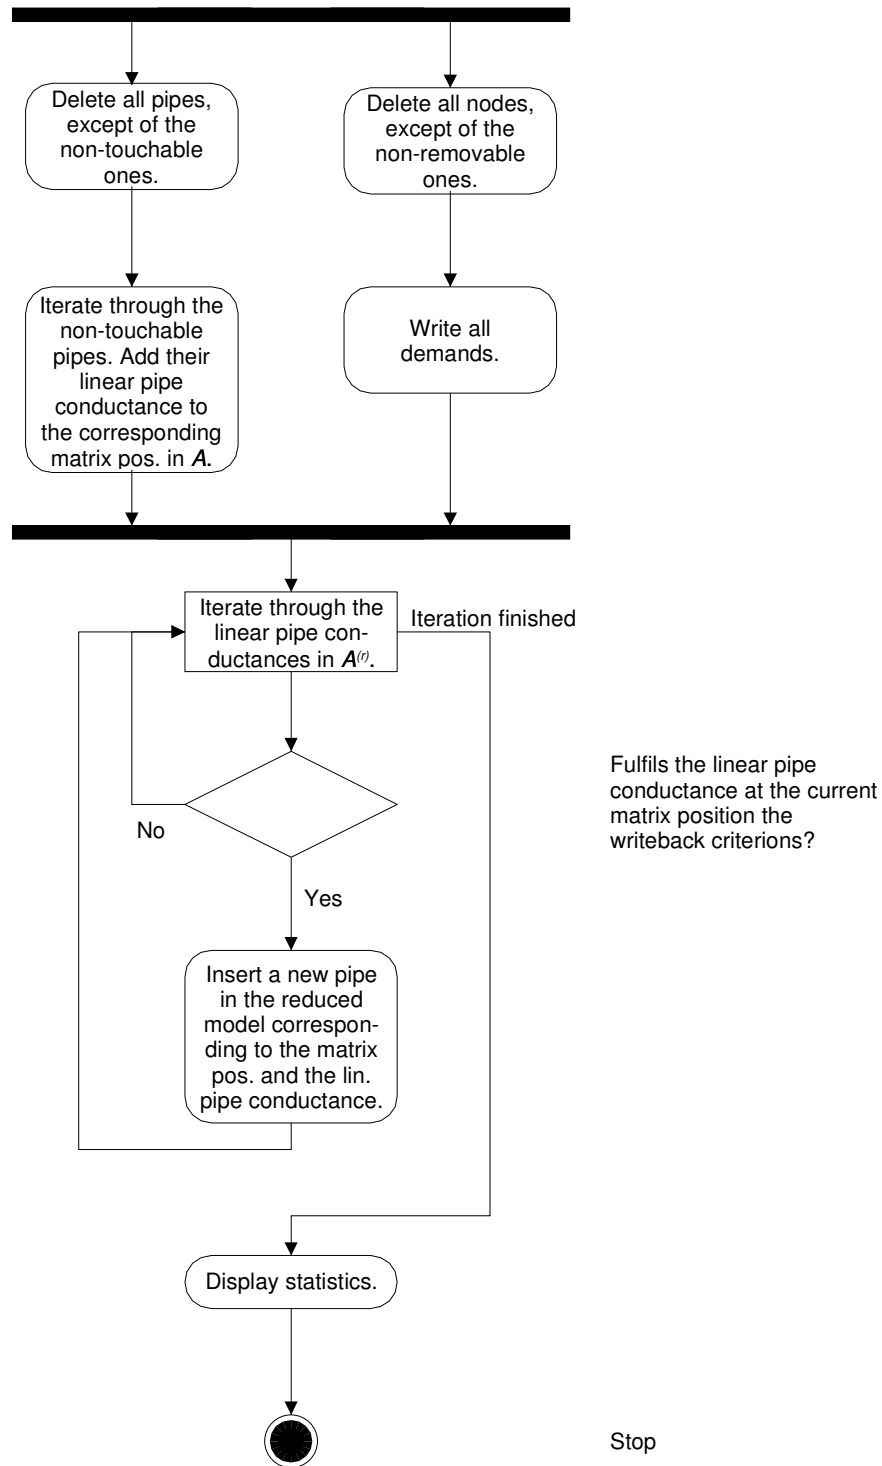 Delete all pipes,
except of the
non-touchable
ones.
Delete all nodes,
except of the
non-removable
ones.
Iterate through the
non-touchable
pipes. Add their
linear pipe
conductance to
the corresponding
matrix pos. in A.
Write all
demands.
Iterate through the
linear pipe con-
ductances in A(r).
Iteration finished
Fulfils the linear pipe
conductance at the current
matrix position the
writeback criterions?
No
Yes
Insert a new pipe
in the reduced
model correspon-
ding to the matrix
pos. and the lin.
pipe conductance.
Display statistics.
Stop